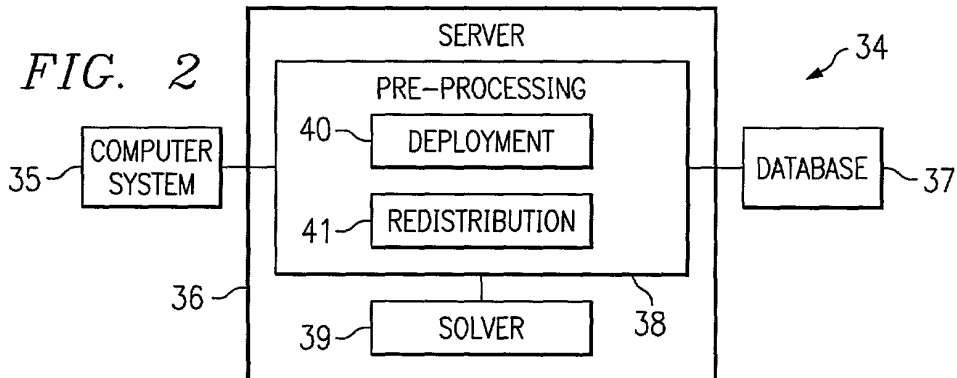 FIG. 2
SERVER
34
PRE-PROCESSING
40
DEPLOYMENT
COMPUTER
SYSTEM
35
DATABASE
37
41
REDISTRIBUTION
36
38
39
SOLVER